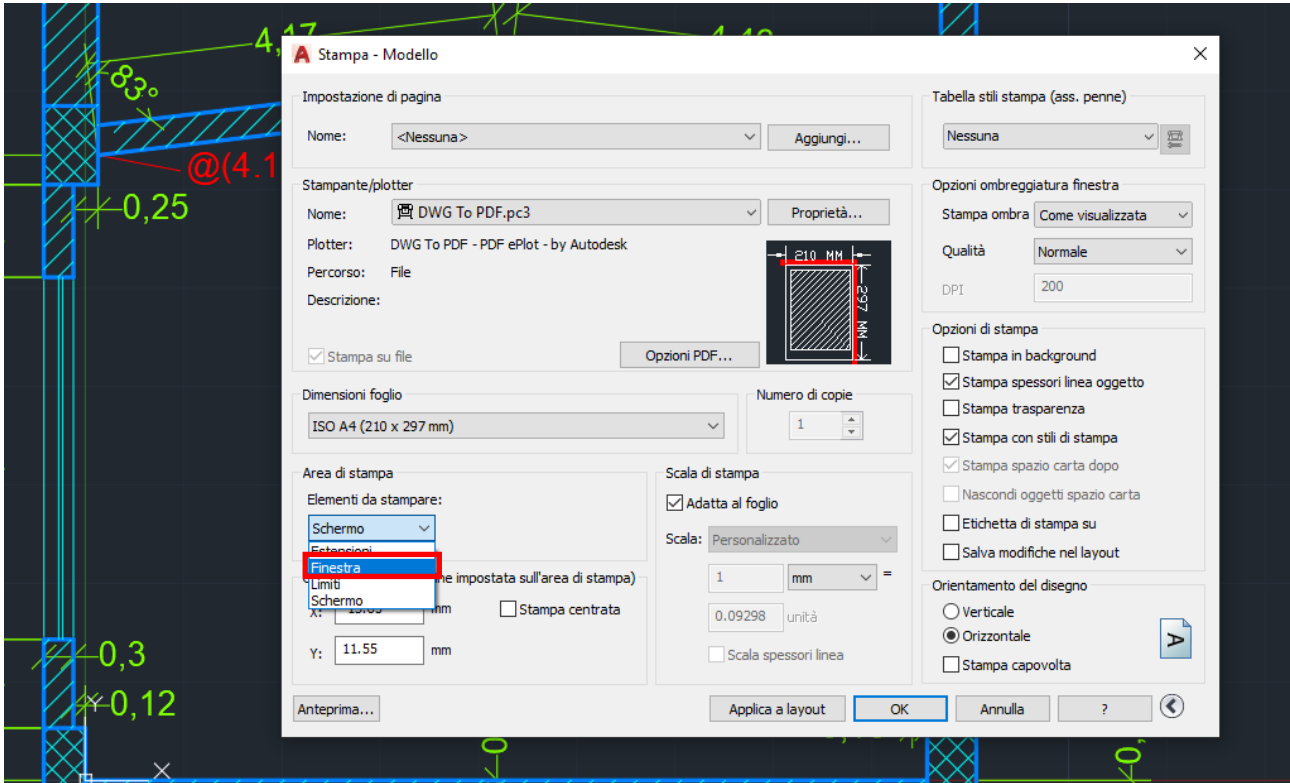 4,17
83°
@(4.1
0,25
0,3
0,12
Y
X
Stampa - Modello
Impostazione di pagina
Nome: <Nessuna> Aggiungi...
Stampante/plotter
Nome: DWG To PDF.pc3 Proprietà...
Plotter: DWG To PDF - PDF ePlot - by Autodesk
Percorso: File
Descrizione:
210 MM
297 MM
Stampa su file
Opzioni PDF...
Dimensioni foglio
ISO A4 (210 x 297 mm)
Numero di copie
1
Area di stampa
Elementi da stampare:
Schermo
Estensioni
Finestra
Limiti
Schermo
ne impostata sull'area di stampa)
X: mm
Stampa centrata
Y: 11.55 mm
Scala di stampa
Adatta al foglio
Scala: Personalizzato
1 mm =
0.09298 unità
Scala spessori linea
Tabella stili stampa (ass. penne)
Nessuna
Opzioni ombreggiatura finestra
Stampa ombra Come visualizzata
Qualità Normale
DPI 200
Opzioni di stampa
Stampa in background
Stampa spessori linea oggetto
Stampa trasparenza
Stampa con stili di stampa
Stampa spazio carta dopo
Nascondi oggetti spazio carta
Etichetta di stampa su
Salva modifiche nel layout
Orientamento del disegno
Verticale
Orizzontale
Stampa capovolta
A
Anteprima...
Applica a layout OK Annulla ?